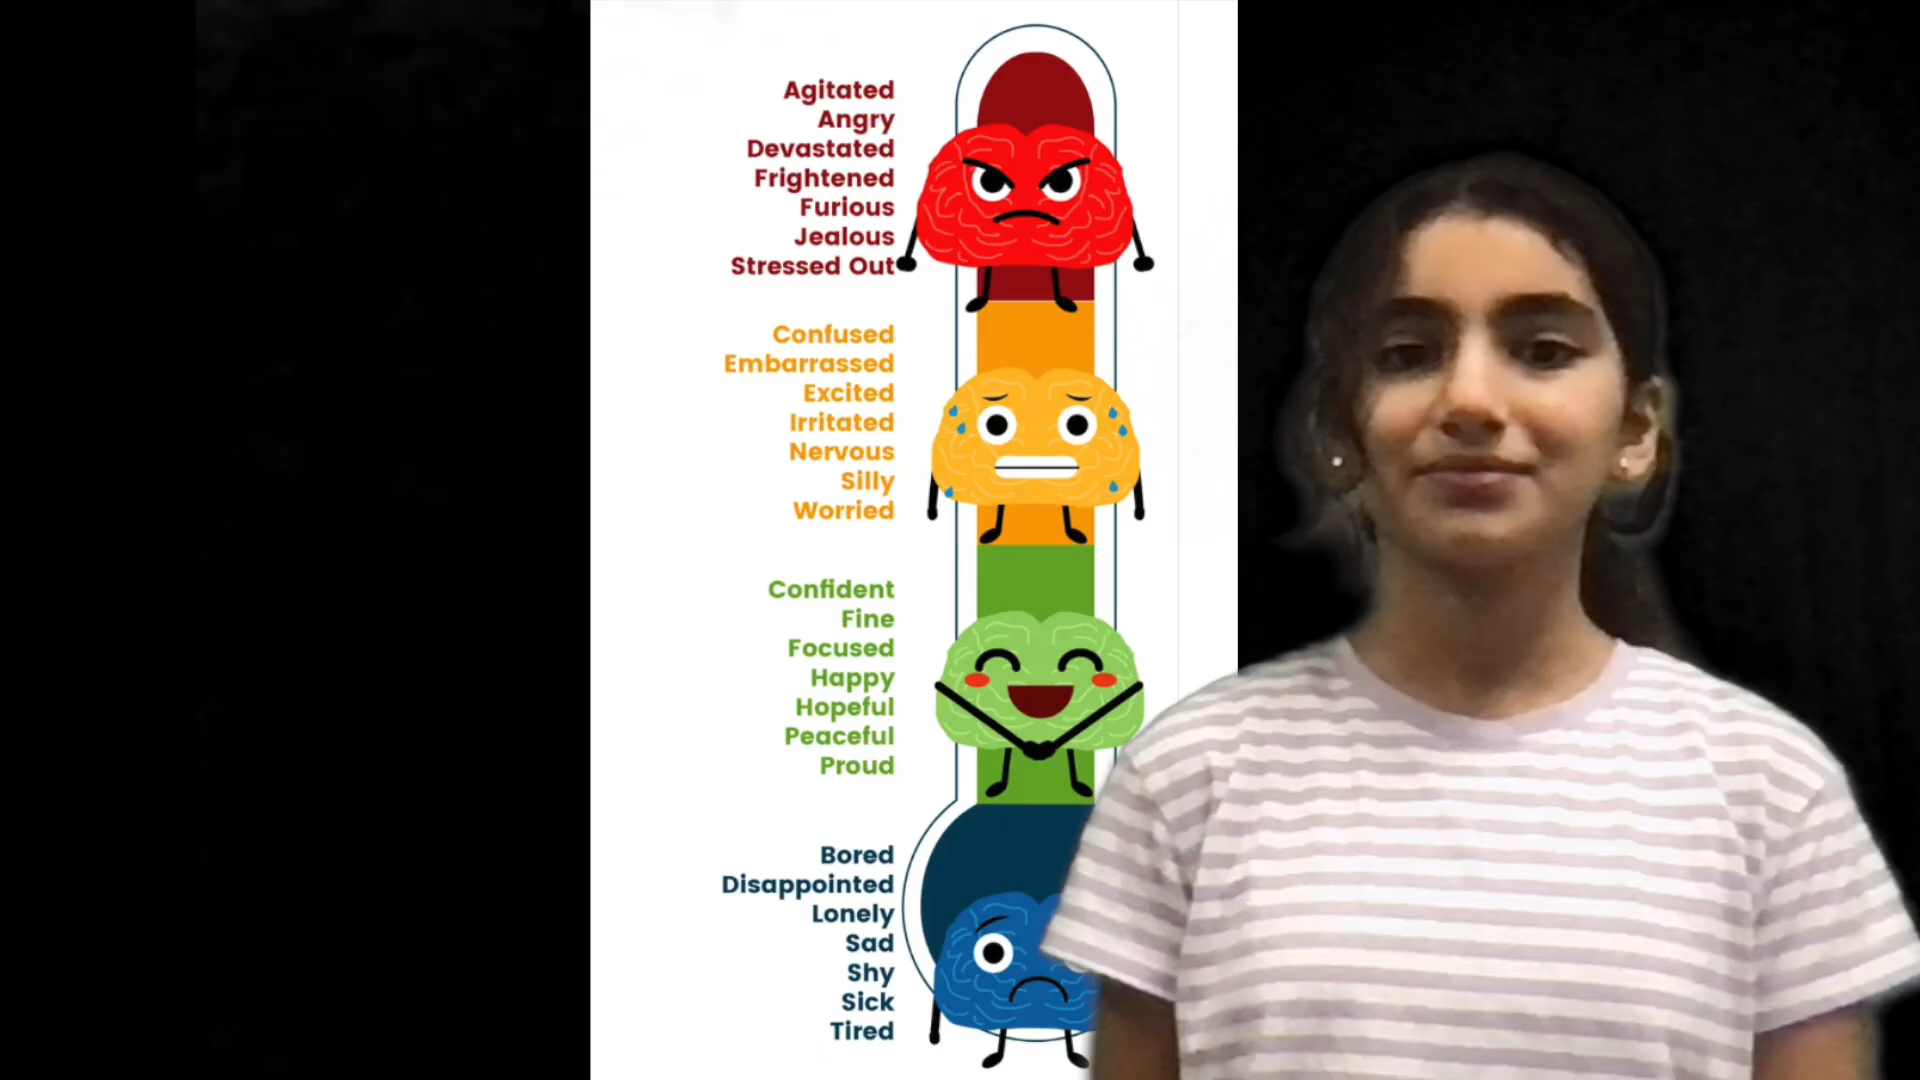 Agitated
Angry
Devastated
Frightened
Furious
Jealous
Stressed Out
Confused
Embarrassed
Excited
Irritated
Nervous
Silly
Worried
Confident
Fine
Focused
Happy
Hopeful
Peaceful
Proud
Bored
Disappointed
Lonely
Sad
Shy
Sick
Tired